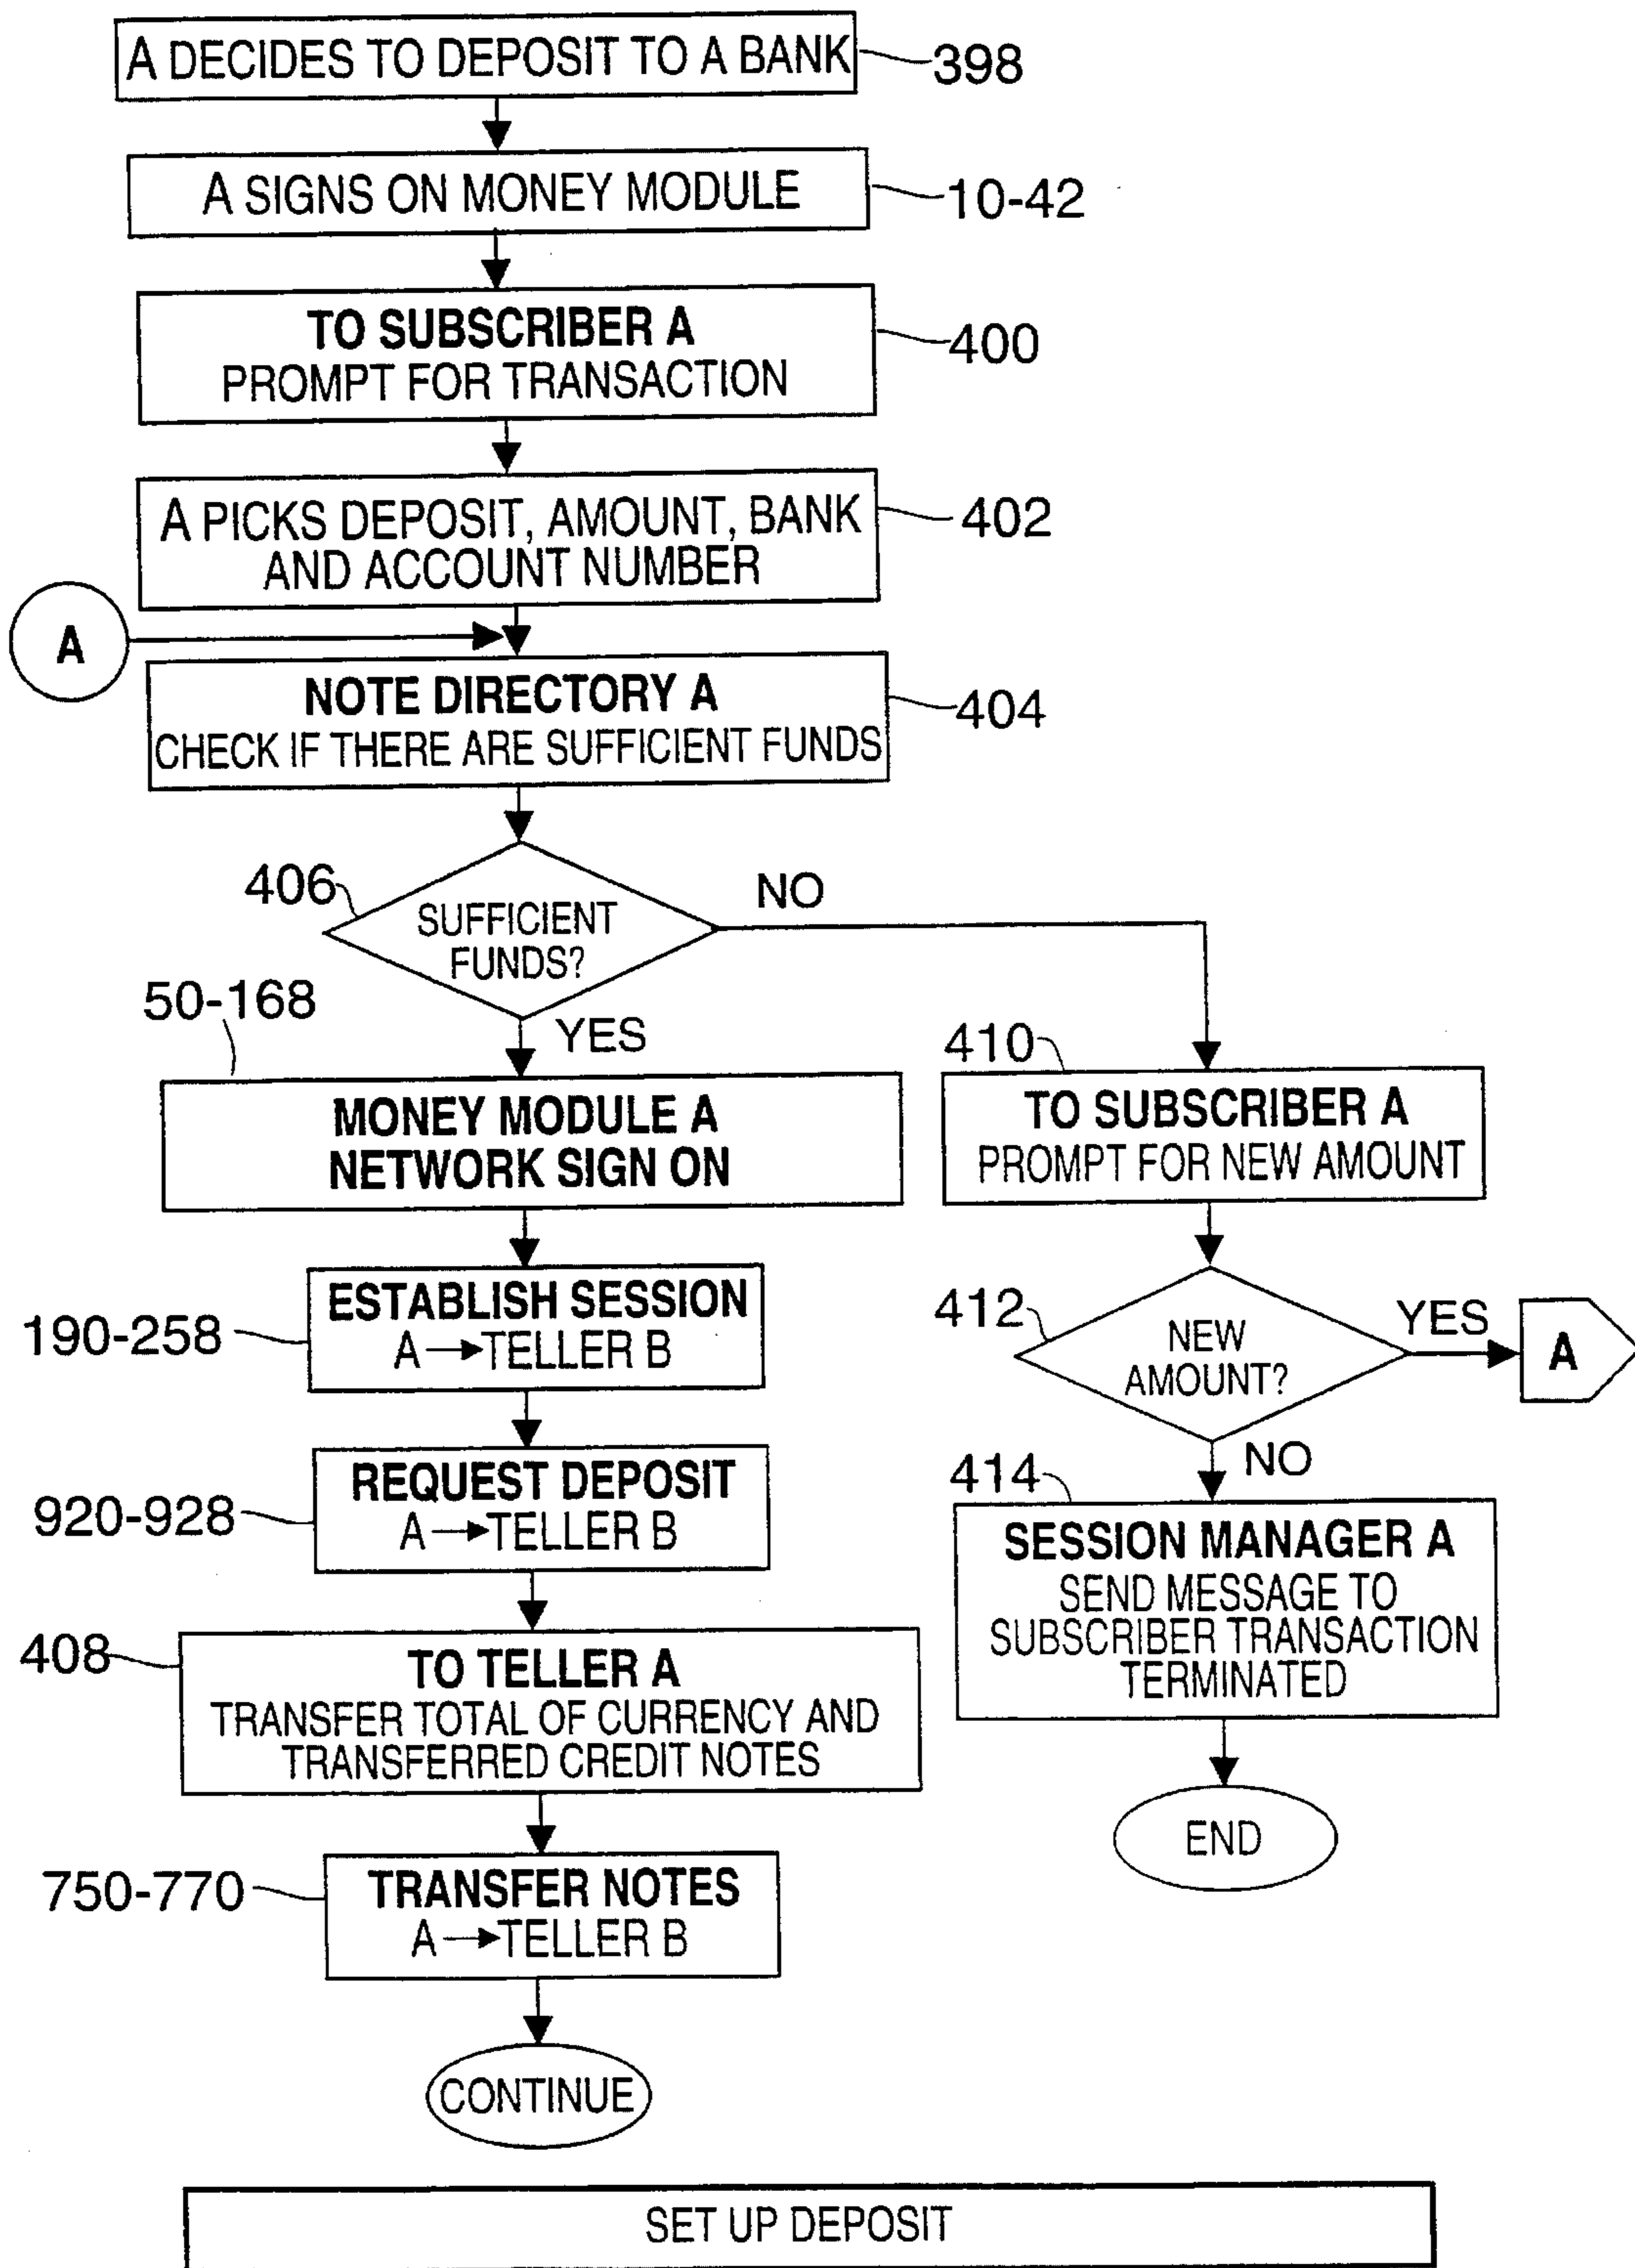 A DECIDES TO DEPOSIT TO A BANK
398
A SIGNS ON MONEY MODULE
10-42
TO SUBSCRIBER A
PROMPT FOR TRANSACTION
400
A PICKS DEPOSIT, AMOUNT, BANK
AND ACCOUNT NUMBER
402
A
NOTE DIRECTORY A
CHECK IF THERE ARE SUFFICIENT FUNDS
404
406
SUFFICIENT
FUNDS?
NO
YES
50-168
MONEY MODULE A
NETWORK SIGN ON
410
TO SUBSCRIBER A
PROMPT FOR NEW AMOUNT
190-258
ESTABLISH SESSION
A → TELLER B
412
NEW
AMOUNT?
YES
A
NO
920-928
REQUEST DEPOSIT
A → TELLER B
414
SESSION MANAGER A
SEND MESSAGE TO
SUBSCRIBER TRANSACTION
TERMINATED
408
TO TELLER A
TRANSFER TOTAL OF CURRENCY AND
TRANSFERRED CREDIT NOTES
END
750-770
TRANSFER NOTES
A → TELLER B
CONTINUE
SET UP DEPOSIT